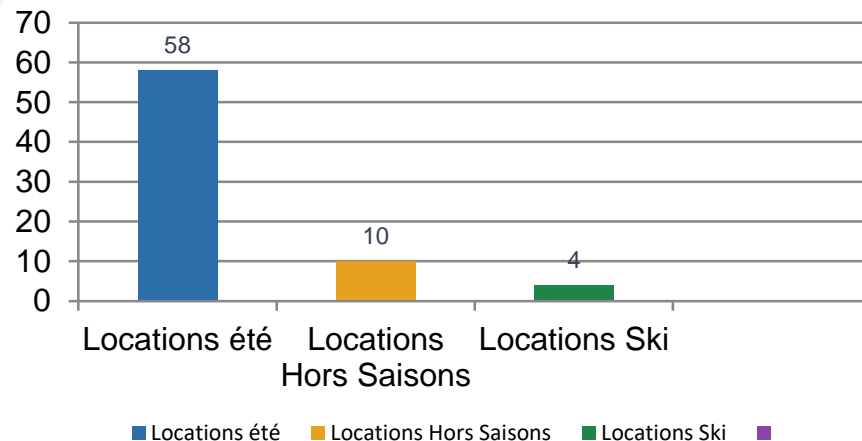 70
60
50
40
30
20
10
0
58
10
4
Locations été
Locations
Hors Saisons
Locations Ski
Locations été Locations Hors Saisons Locations Ski